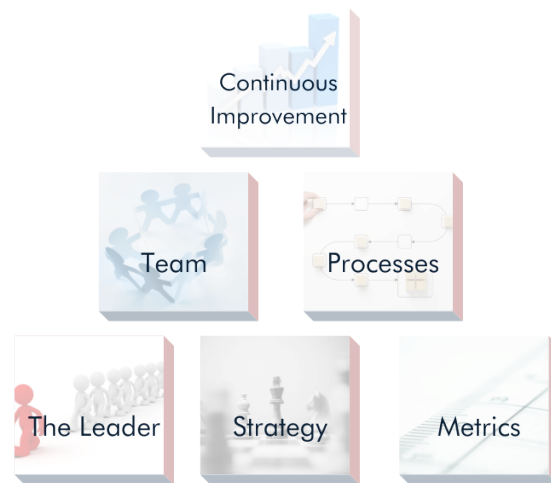 Continuous
Improvement
Team
Processes
The Leader
Strategy
Metrics